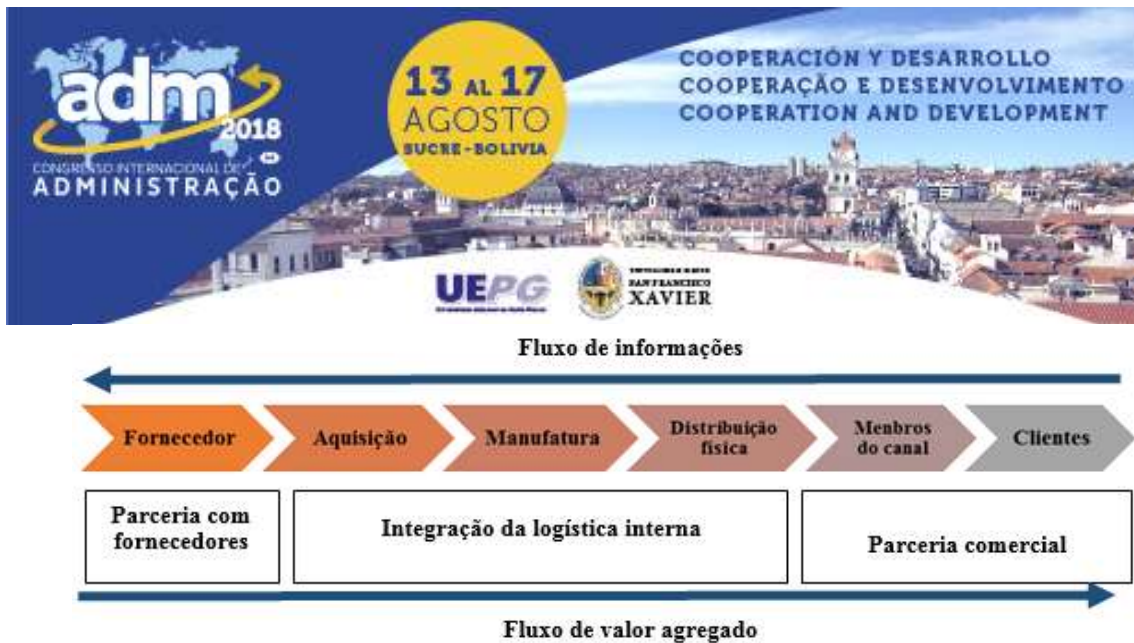 adm
2018
CONGRESSO INTERNACIONAL DE
ADMINISTRAÇÃO
13 AL 17
AGOSTO
SUCRE - BOLIVIA
COOPERACIÓN Y DESARROLLO
COOPERAÇÃO E DESENVOLVIMENTO
COOPERATION AND DEVELOPMENT
UEPG
SAN FRANCISCO
XAVIER
Fluxo de informações
Fornecedor
Aquisição
Manufatura
Distribuição
física
Menbros
do canal
Clientes
Parceria com
fornecedores
Integração da logística interna
Parceria comercial
Fluxo de valor agregado